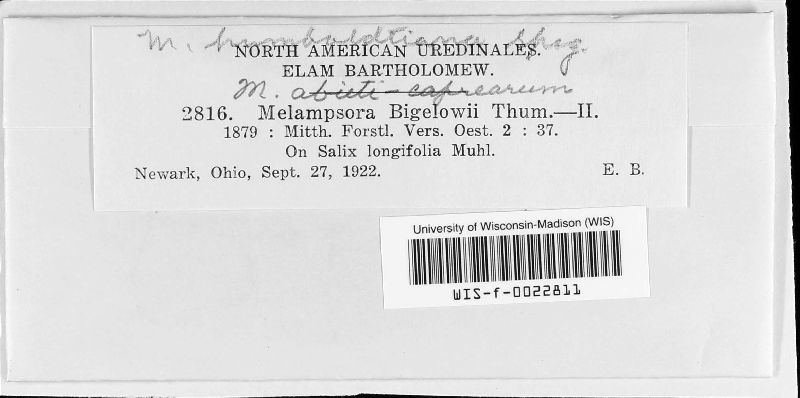 M. humboldtiana Speg.
NORTH AMERICAN UREDINALES.
ELAM BARTHOLOMEW.
M. abieti-caprearum
2816. Melampsora Bigelowii Thum.—II.
1879 : Mitth. Forstl. Vers. Oest. 2 : 37.
On Salix longifolia Muhl.
Newark, Ohio, Sept. 27, 1922. E. B.
University of Wisconsin-Madison (WIS)
WIS-f-0022811